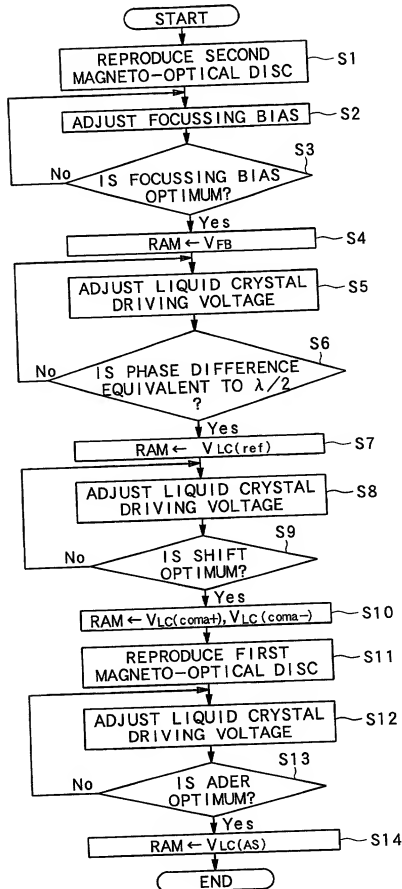 START
REPRODUCE SECOND
MAGNETO-OPTICAL DISC
S1
ADJUST FOCUSSING BIAS
S2
S3
No
IS FOCUSSING BIAS
OPTIMUM?
Yes
RAM ← VFB
S4
ADJUST LIQUID CRYSTAL
DRIVING VOLTAGE
S5
S6
No
IS PHASE DIFFERENCE
EQUIVALENT TO λ/2
?
Yes
RAM ← VLC(ref)
S7
ADJUST LIQUID CRYSTAL
DRIVING VOLTAGE
S8
S9
No
IS SHIFT
OPTIMUM?
Yes
RAM ← VLC(coma+), VLC(coma-)
S10
REPRODUCE FIRST
MAGNETO-OPTICAL DISC
S11
ADJUST LIQUID CRYSTAL
DRIVING VOLTAGE
S12
S13
No
IS ADER
OPTIMUM?
Yes
RAM ← VLC(AS)
S14
END